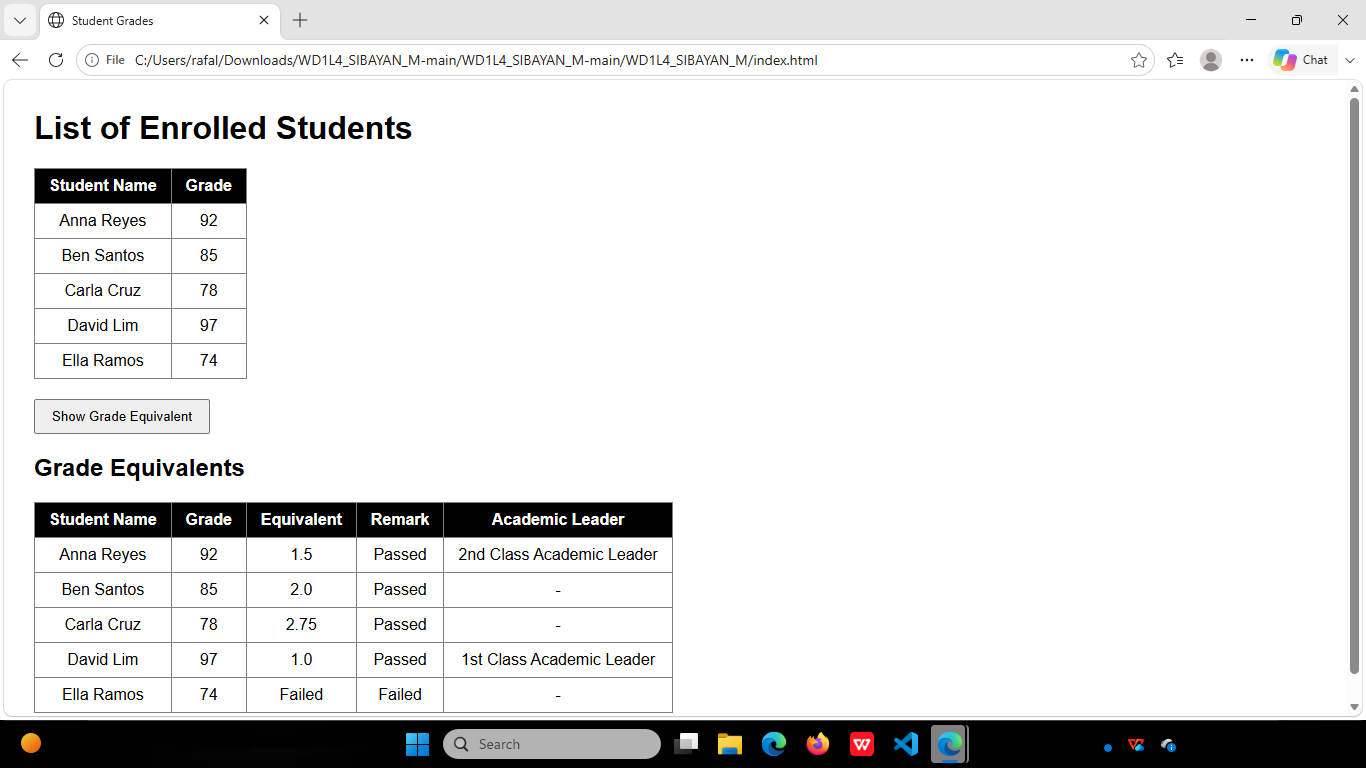 Student Grades
File C:/Users/rafal/Downloads/WD1L4_SIBAYAN_M-main/WD1L4_SIBAYAN_M-main/WD1L4_SIBAYAN_M/index.html
Chat
List of Enrolled Students
Student Name Grade
Anna Reyes 92
Ben Santos 85
Carla Cruz 78
David Lim 97
Ella Ramos 74
Show Grade Equivalent
Grade Equivalents
Student Name Grade Equivalent Remark Academic Leader
Anna Reyes 92 1.5 Passed 2nd Class Academic Leader
Ben Santos 85 2.0 Passed -
Carla Cruz 78 2.75 Passed -
David Lim 97 1.0 Passed 1st Class Academic Leader
Ella Ramos 74 Failed Failed -
Search